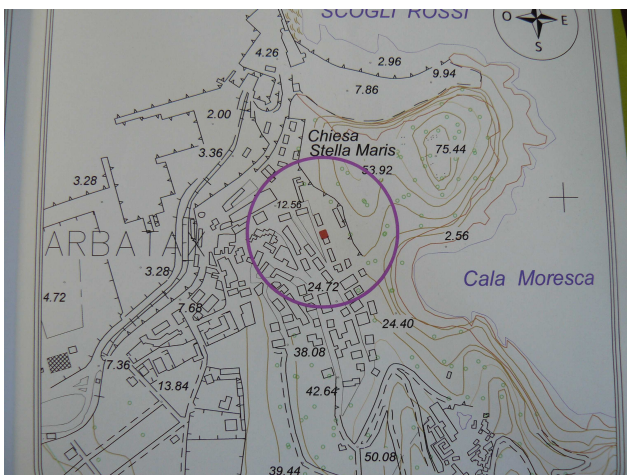 SCOGLI ROSSI
O
E
S
4.26
2.96
9.94
7.86
2.00
Chiesa
Stella Maris
75.44
3.36
53.92
3.28
12.56
ARBATAX
2.56
3.28
Cala Moresca
4.72
24.72
7.68
24.40
38.08
7.36
13.84
42.64
50.08
39.44